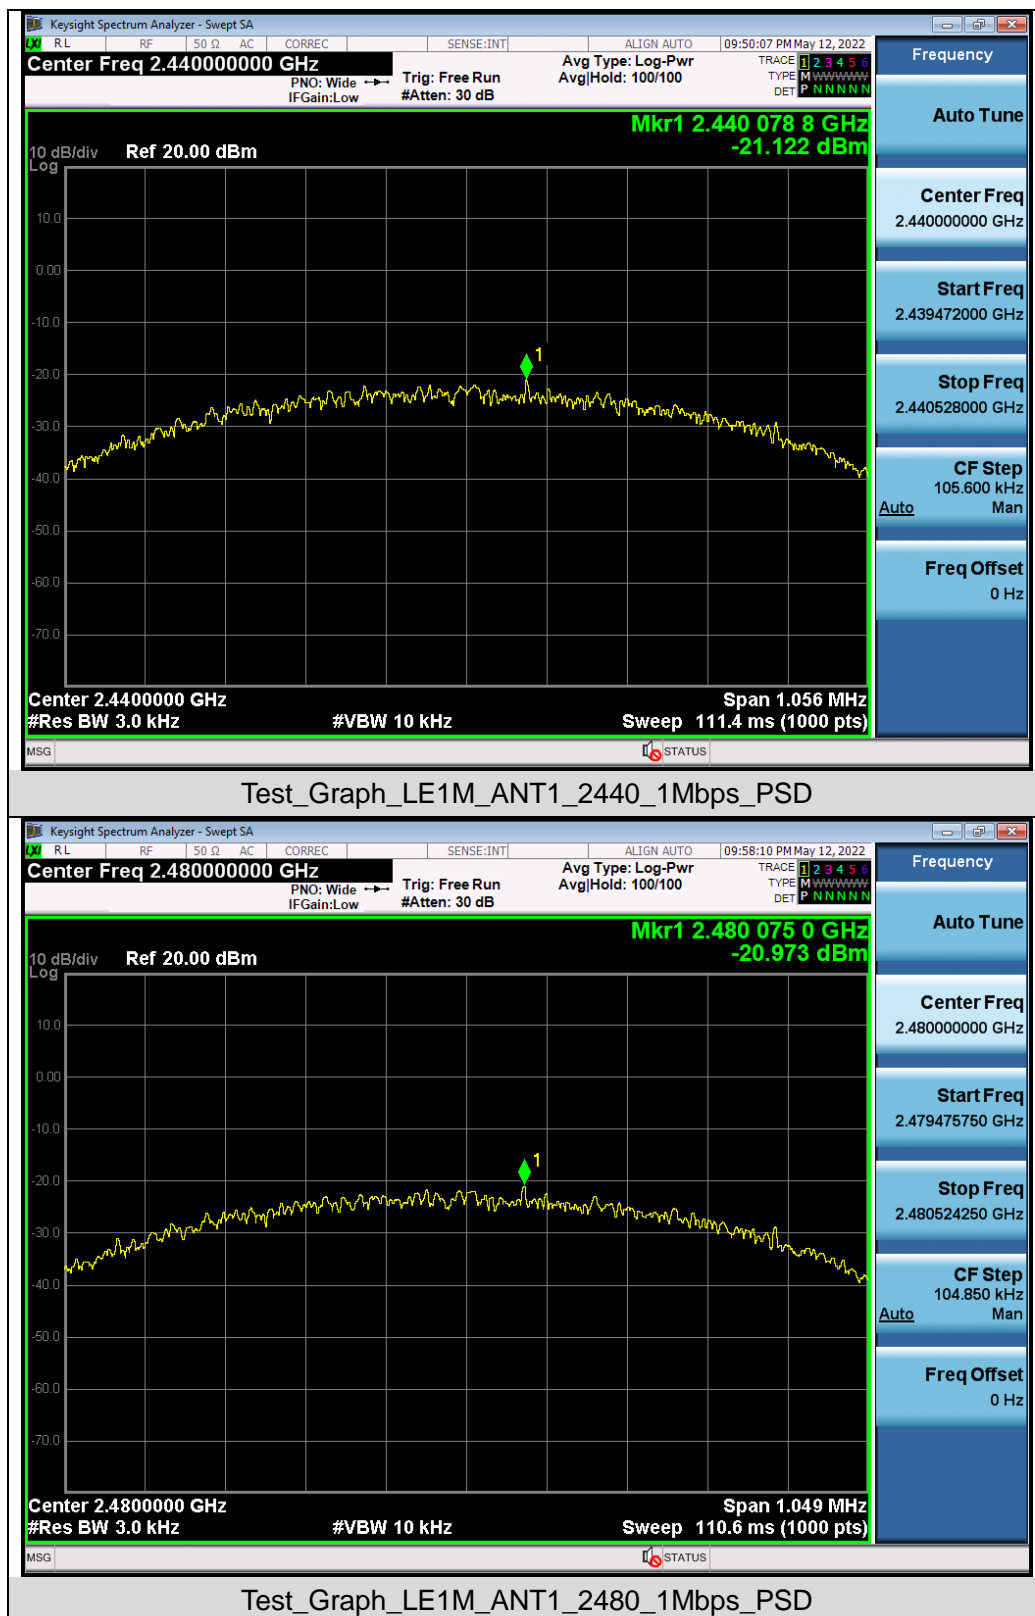 Keysight Spectrum Analyzer - Swept SA
LXI RL RF 50 Ω AC CORREC SENSE:INT ALIGN AUTO 09:50:07 PM May 12, 2022
Center Freq 2.440000000 GHz
PNO: Wide
IFGain:Low
Trig: Free Run
#Atten: 30 dB
Avg Type: Log-Pwr
Avg|Hold: 100/100
TRACE 1 2 3 4 5 6
TYPE M WWWWW
DET P N N N N N
Mkr1 2.440 078 8 GHz
-21.122 dBm
10 dB/div Ref 20.00 dBm
Log
10.0
0.00
-10.0
-20.0
-30.0
-40.0
-50.0
-60.0
-70.0
1
Center 2.4400000 GHz Span 1.056 MHz
#Res BW 3.0 kHz #VBW 10 kHz Sweep 111.4 ms (1000 pts)
MSG STATUS
Frequency
Auto Tune
Center Freq
2.440000000 GHz
Start Freq
2.439472000 GHz
Stop Freq
2.440528000 GHz
CF Step
105.600 kHz
Auto Man
Freq Offset
0 Hz
Test_Graph_LE1M_ANT1_2440_1Mbps_PSD
Keysight Spectrum Analyzer - Swept SA
LXI RL RF 50 Ω AC CORREC SENSE:INT ALIGN AUTO 09:58:10 PM May 12, 2022
Center Freq 2.480000000 GHz
PNO: Wide
IFGain:Low
Trig: Free Run
#Atten: 30 dB
Avg Type: Log-Pwr
Avg|Hold: 100/100
TRACE 1 2 3 4 5 6
TYPE M WWWWW
DET P N N N N N
Mkr1 2.480 075 0 GHz
-20.973 dBm
10 dB/div Ref 20.00 dBm
Log
10.0
0.00
-10.0
-20.0
-30.0
-40.0
-50.0
-60.0
-70.0
1
Center 2.4800000 GHz Span 1.049 MHz
#Res BW 3.0 kHz #VBW 10 kHz Sweep 110.6 ms (1000 pts)
MSG STATUS
Frequency
Auto Tune
Center Freq
2.480000000 GHz
Start Freq
2.479475750 GHz
Stop Freq
2.480524250 GHz
CF Step
104.850 kHz
Auto Man
Freq Offset
0 Hz
Test_Graph_LE1M_ANT1_2480_1Mbps_PSD